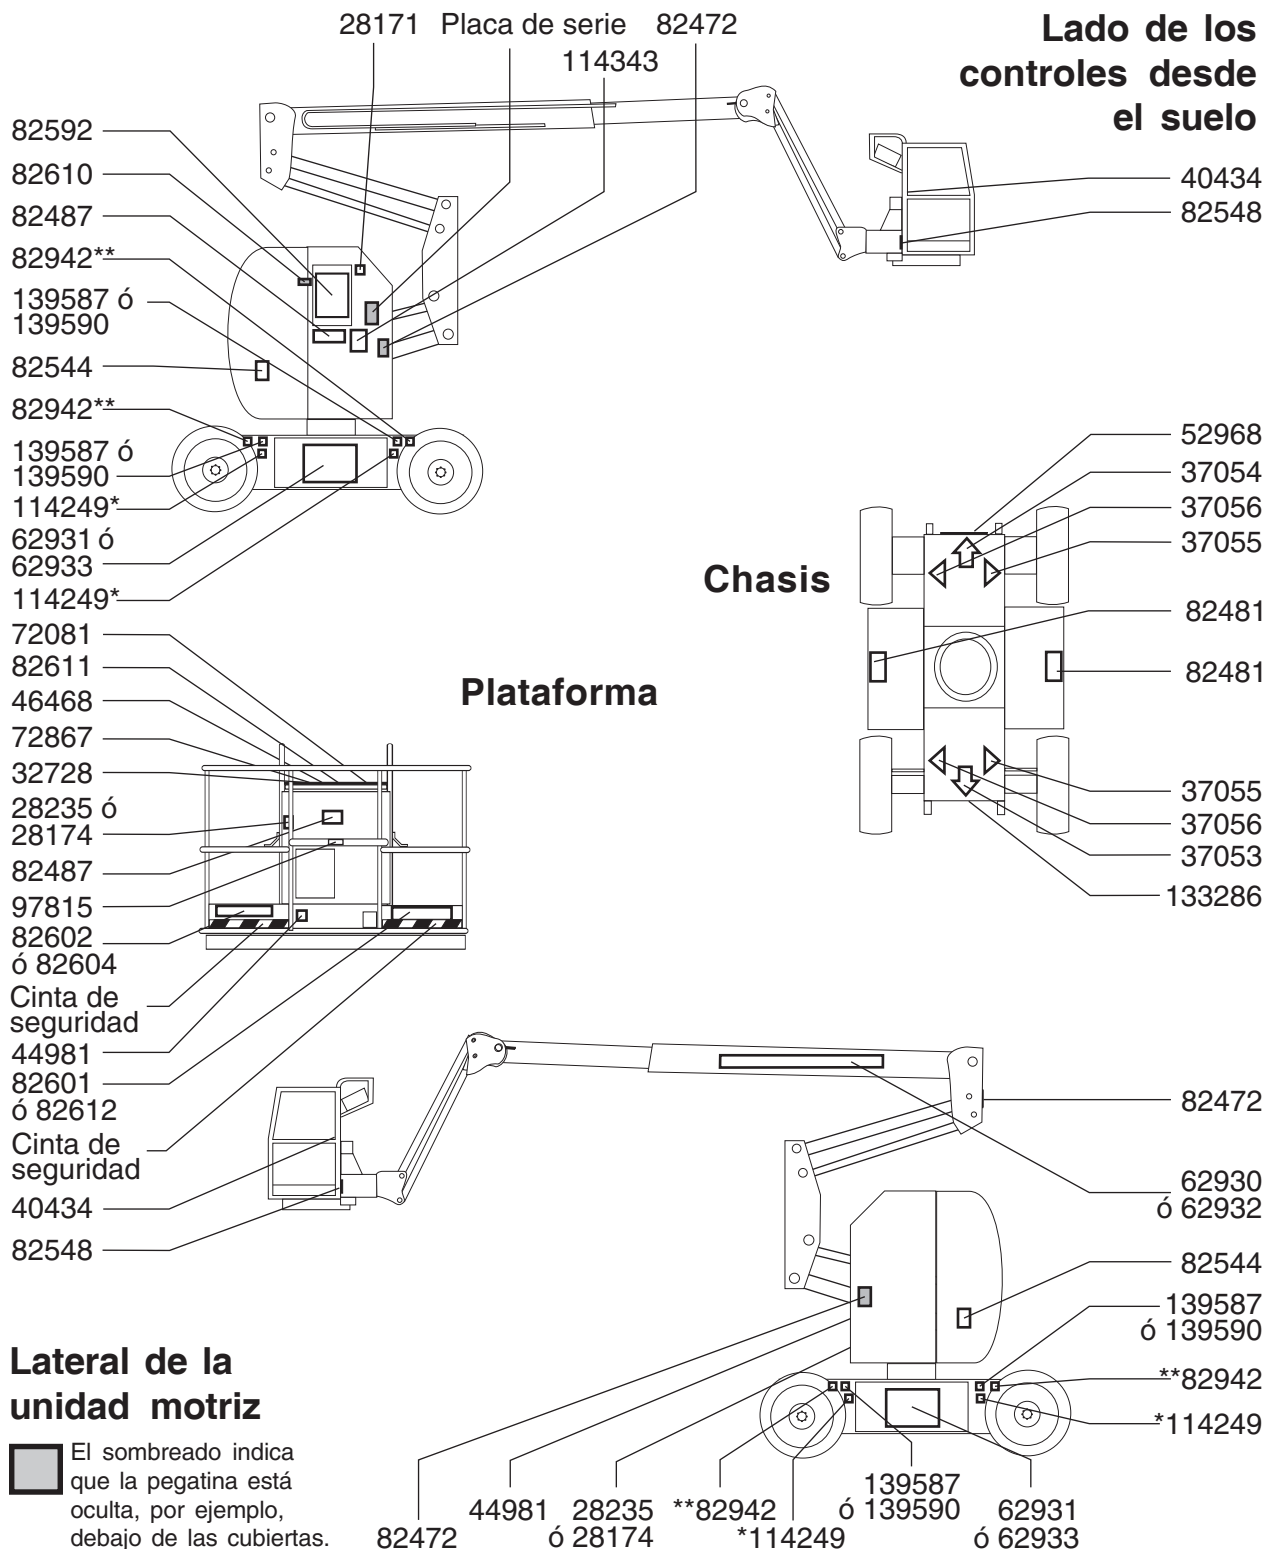 28171 Placa de serie 82472
114343
Lado de los
controles desde
el suelo
82592
82610
82487
82942**
139587 ó
139590
82544
82942**
139587 ó
139590
114249*
62931 ó
62933
114249*
40434
82548
Chasis
52968
37054
37056
37055
82481
82481
37055
37056
37053
133286
Plataforma
72081
82611
46468
72867
32728
28235 ó
28174
82487
97815
82602
ó 82604
Cinta de
seguridad
44981
82601
ó 82612
Cinta de
seguridad
40434
82548
82472
62930
ó 62932
82544
139587
ó 139590
**82942
*114249
Lateral de la
unidad motriz
El sombreado indica
que la pegatina está
oculta, por ejemplo,
debajo de las cubiertas.
82472
44981
28235
ó 28174
**82942
*114249
139587
ó 139590
62931
ó 62933